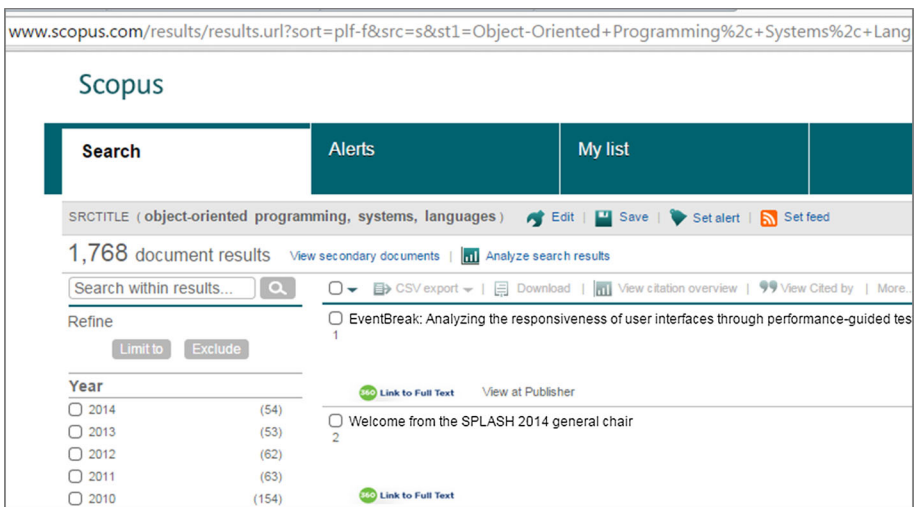 www.scopus.com/results/results.url?sort=plf-f&src=s&st1=Object-Oriented+Programming%2c+Systems%2c+Lang
Scopus
Search Alerts My list
SRCTITLE ( object-oriented programming, systems, languages ) Edit | Save | Set alert | Set feed
1,768 document results View secondary documents | Analyze search results
Search within results... CSV export | Download | View citation overview | View Cited by | More...
Refine
EventBreak: Analyzing the responsiveness of user interfaces through performance-guided tes
1
Limit to Exclude
Year
360 Link to Full Text View at Publisher
2014 (54)
Welcome from the SPLASH 2014 general chair
2013 (53)
2
2012 (62)
2011 (63)
2010 (154)
360 Link to Full Text